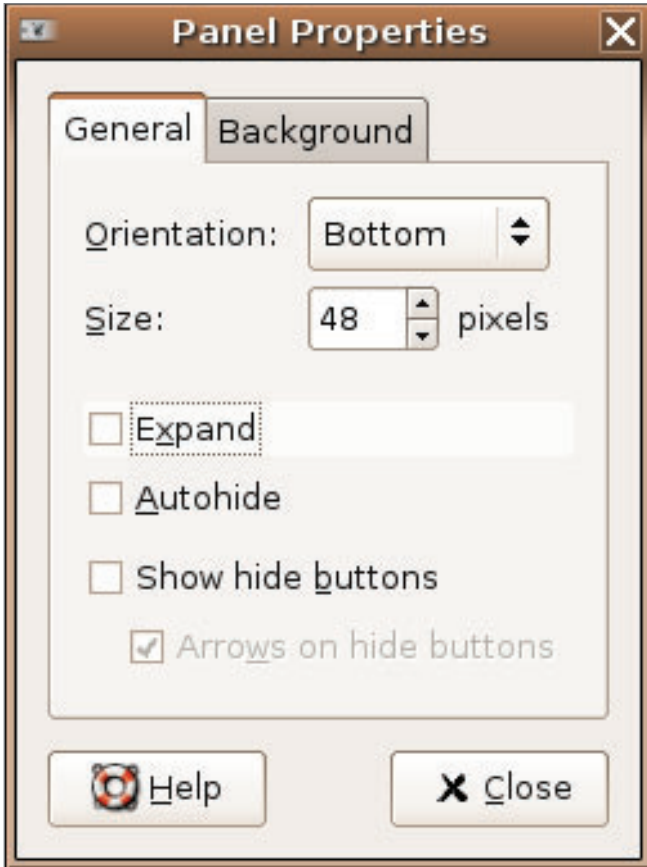 Panel Properties
General Background
Orientation: Bottom
Size: 48 pixels
Expand
Autohide
Show hide buttons
Arrows on hide buttons
Help Close